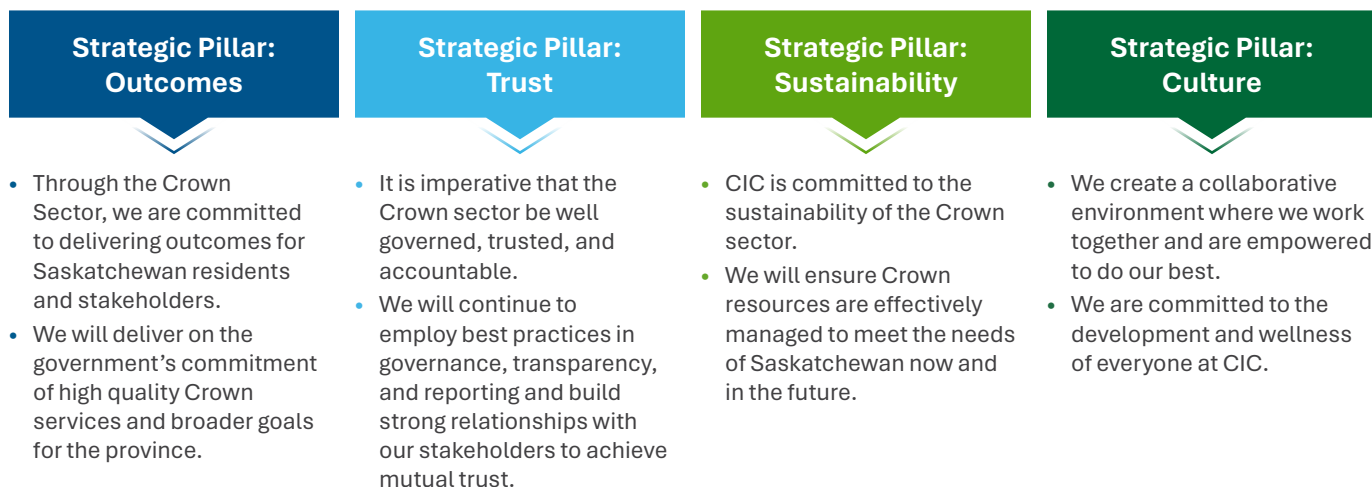 Strategic Pillar:
Outcomes
• Through the Crown
Sector, we are committed
to delivering outcomes for
Saskatchewan residents
and stakeholders.
• We will deliver on the
government’s commitment
of high quality Crown
services and broader goals
for the province.
Strategic Pillar:
Trust
• It is imperative that the
Crown sector be well
governed, trusted, and
accountable.
• We will continue to
employ best practices in
governance, transparency,
and reporting and build
strong relationships with
our stakeholders to achieve
mutual trust.
Strategic Pillar:
Sustainability
• CIC is committed to the
sustainability of the Crown
sector.
• We will ensure Crown
resources are effectively
managed to meet the needs
of Saskatchewan now and
in the future.
Strategic Pillar:
Culture
• We create a collaborative
environment where we work
together and are empowered
to do our best.
• We are committed to the
development and wellness
of everyone at CIC.